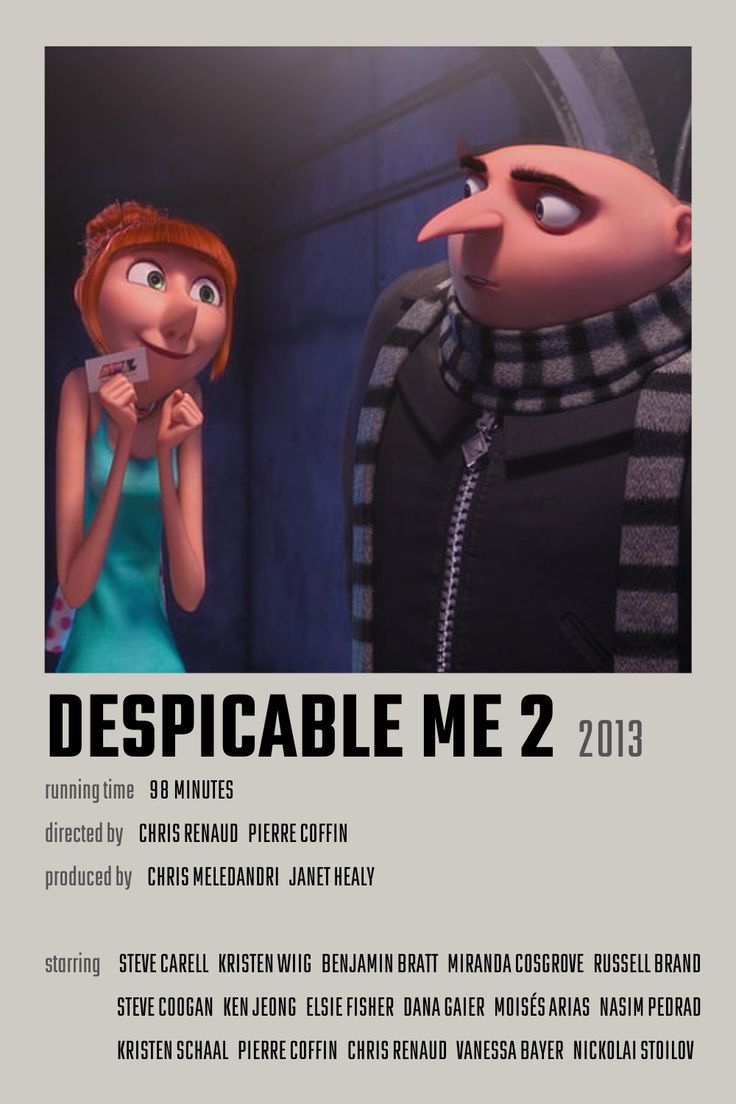 DESPICABLE ME 2 2013
running time 98 MINUTES
directed by CHRIS RENAUD PIERRE COFFIN
produced by CHRIS MELEDANDRI JANET HEALY
starring STEVE CARELL KRISTEN WIIG BENJAMIN BRATT MIRANDA COSGROVE RUSSELL BRAND
STEVE COOGAN KEN JEONG ELSIE FISHER DANA GAIER MOISÉS ARIAS NASIM PEDRAD
KRISTEN SCHAAL PIERRE COFFIN CHRIS RENAUD VANESSA BAYER NICKOLAI STOILOV